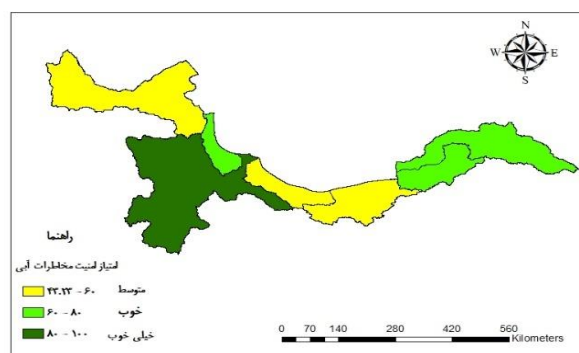 N
W E
S
راهنما
امتیاز امنیت مخاطرات آبی
متوسط ۴۳.۲۳ - ۶۰
خوب ۶۰ - ۸۰
خیلی خوب ۸۰ - ۱۰۰
0 70 140 280 420 560
Kilometers